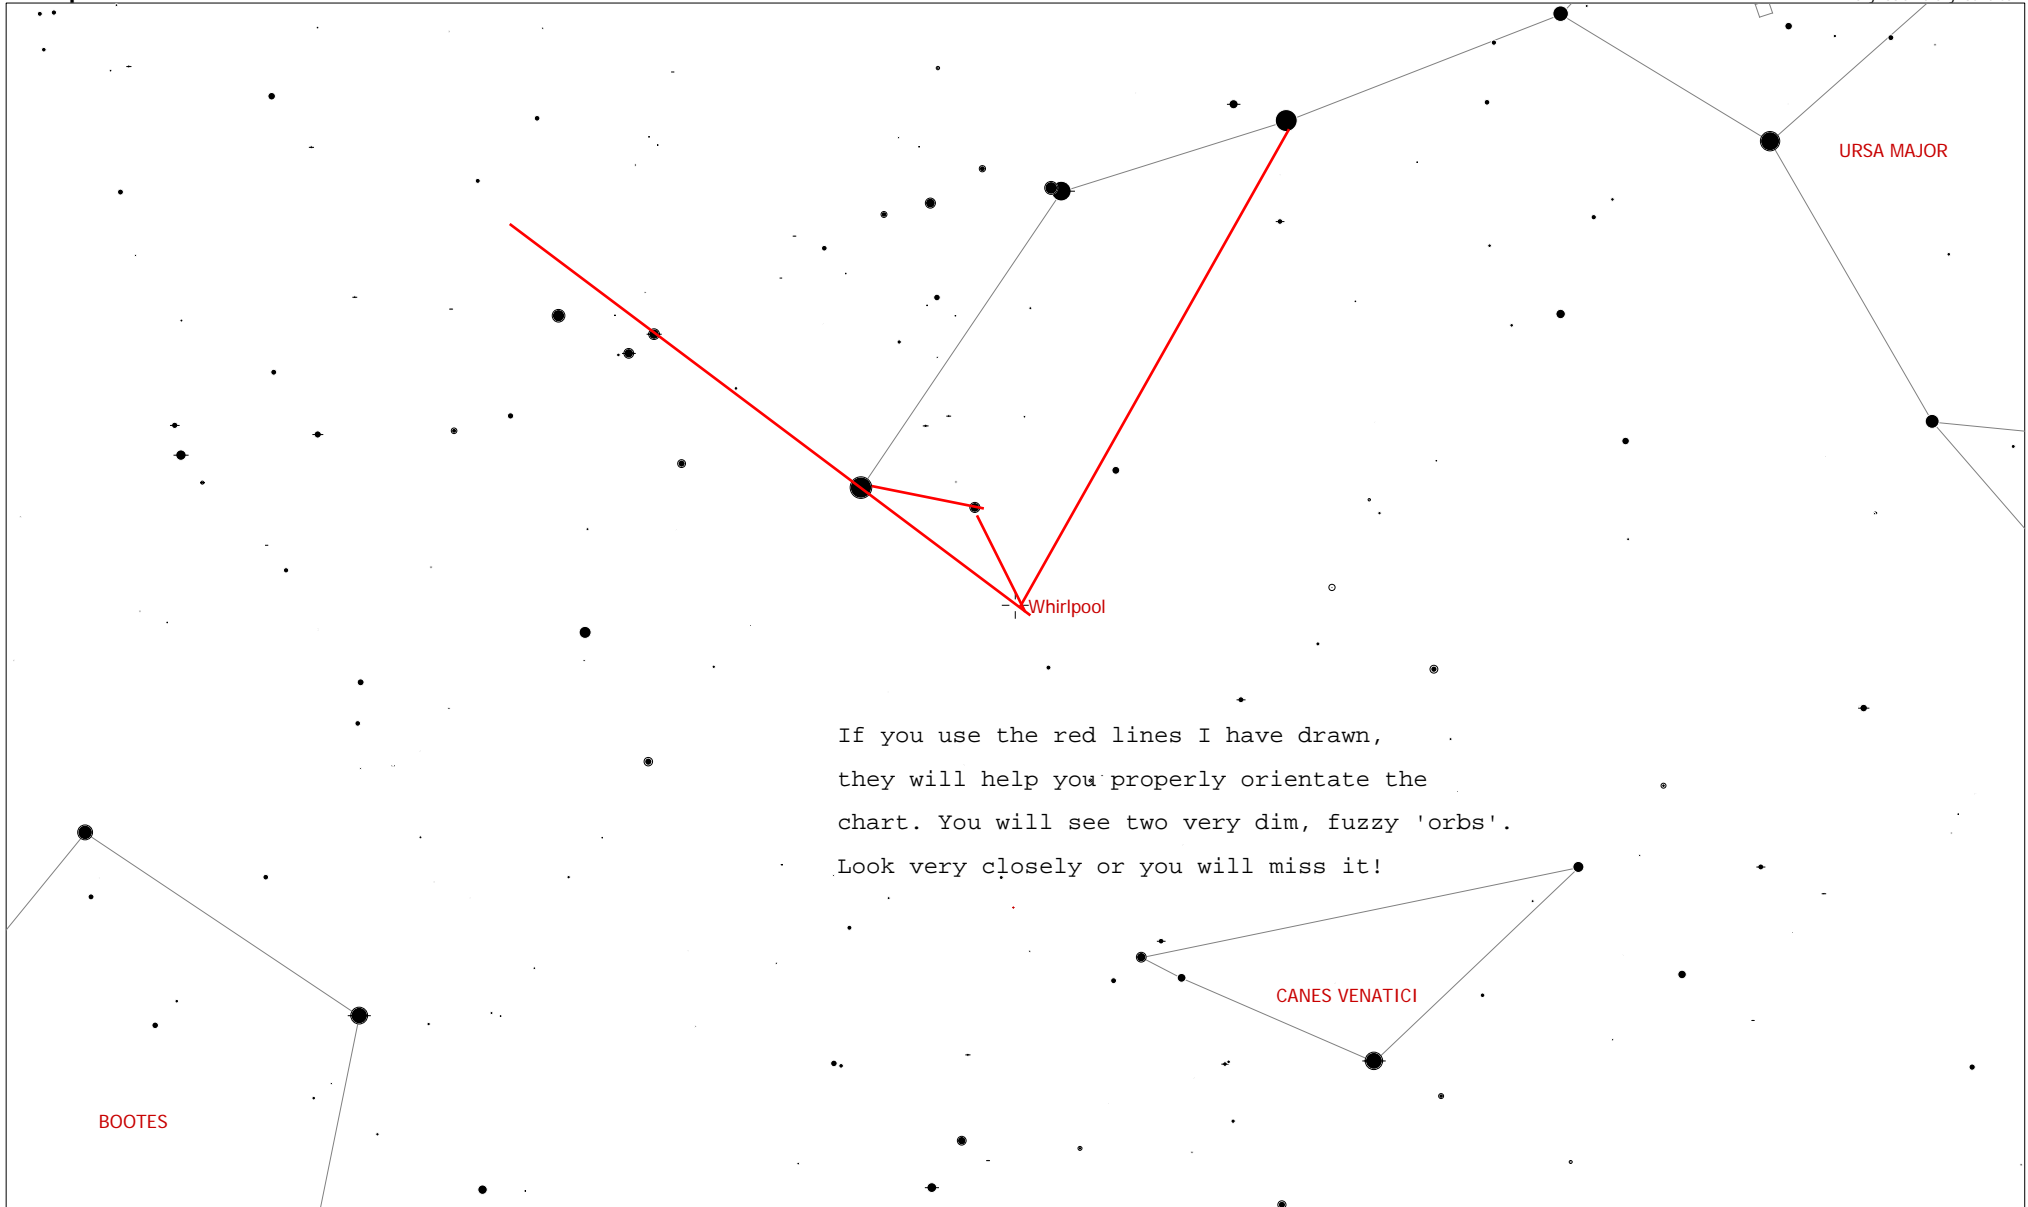 URSA MAJOR
Whirlpool
If you use the red lines I have drawn,
they will help you properly orientate the
chart. You will see two very dim, fuzzy 'orbs'.
Look very closely or you will miss it!
CANES VENATICI
BOOTES